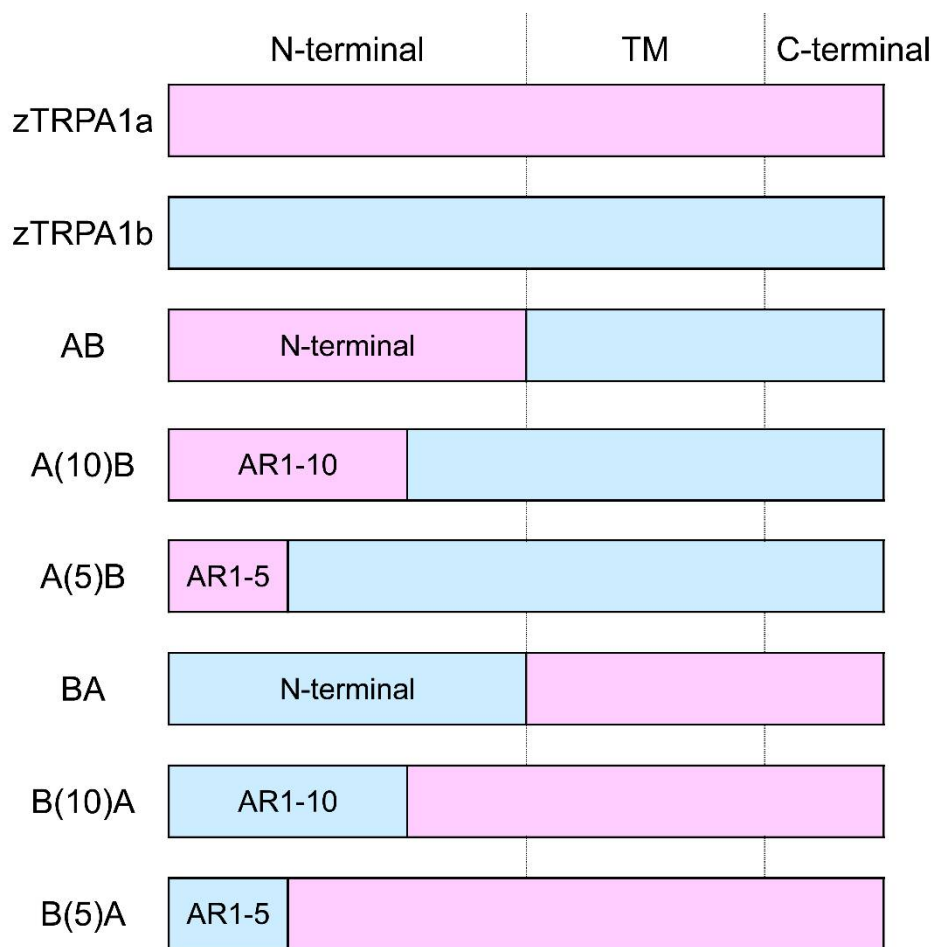 N-terminal TM C-terminal
zTRPA1a
zTRPA1b
AB N-terminal
A(10)B AR1-10
A(5)B AR1-5
BA N-terminal
B(10)A AR1-10
B(5)A AR1-5